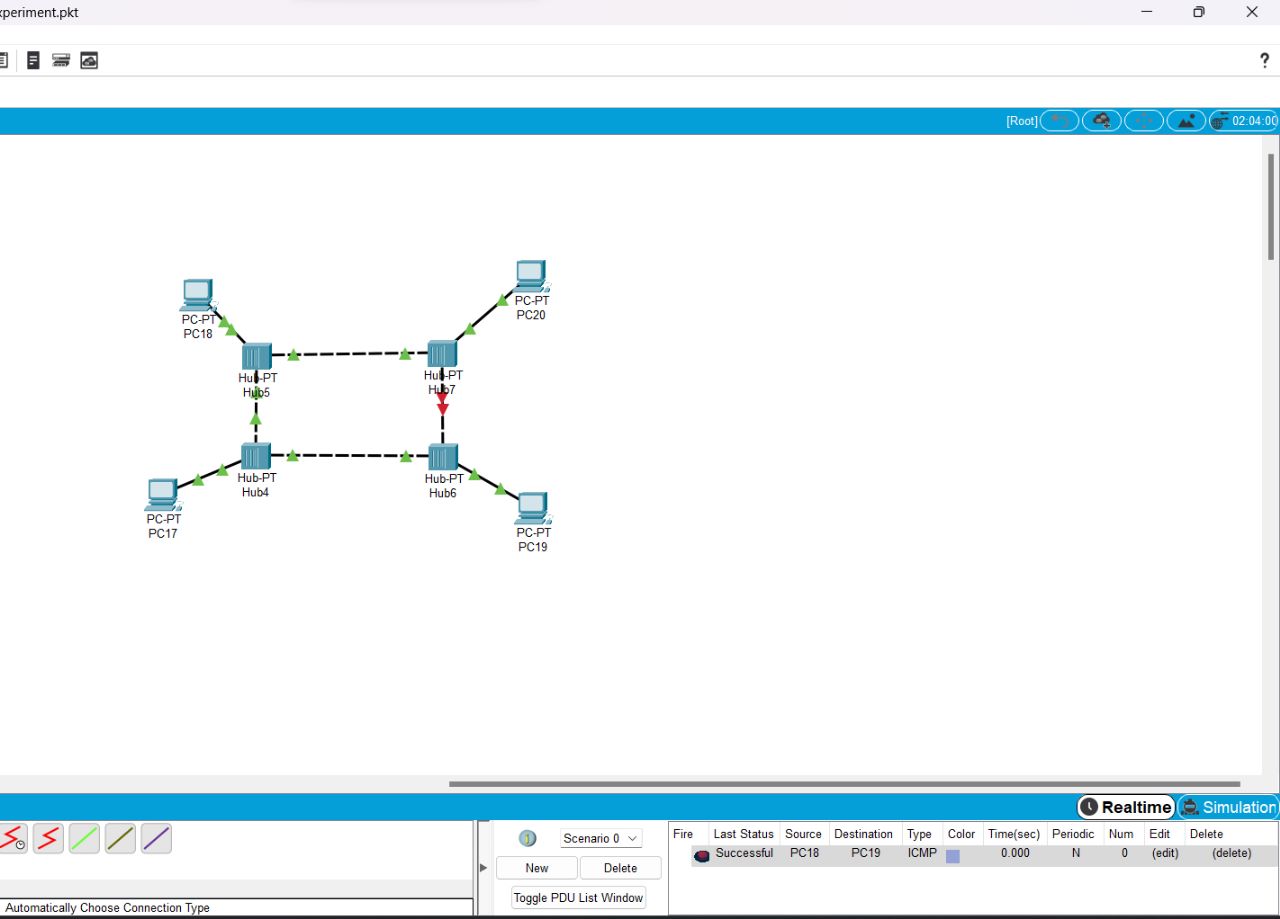 xperiment.pkt
?
[Root]
02:04:00
PC-PT
PC20
PC-PT
PC18
Hub-PT
Hub5
Hub-PT
Hub7
Hub-PT
Hub4
Hub-PT
Hub6
PC-PT
PC17
PC-PT
PC19
Realtime
Simulation
Scenario 0
New
Delete
Toggle PDU List Window
Fire Last Status Source Destination Type Color Time(sec) Periodic Num Edit Delete
Successful PC18 PC19 ICMP 0.000 N 0 (edit) (delete)
Automatically Choose Connection Type